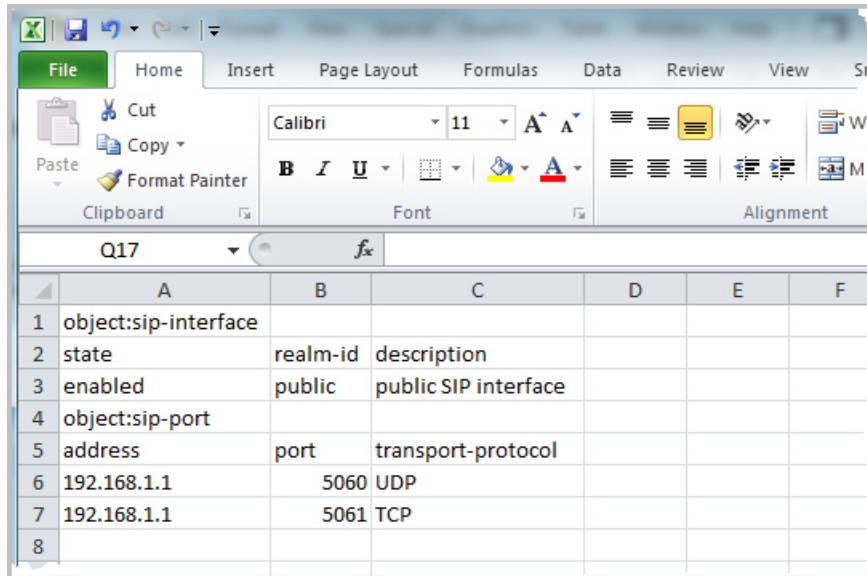 File Home Insert Page Layout Formulas Data Review View
Cut
Calibri 11 A A
Copy
Paste
B I U A
Format Painter
Clipboard Font Alignment
Q17 fx
A B C D E F
1 object:sip-interface
2 state realm-id description
3 enabled public public SIP interface
4 object:sip-port
5 address port transport-protocol
6 192.168.1.1 5060 UDP
7 192.168.1.1 5061 TCP
8